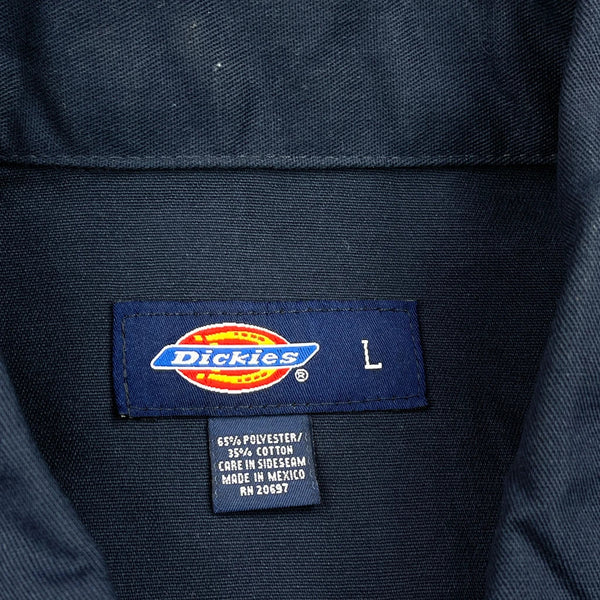 Dickies ® L
65% POLYESTER/
35% COTTON
CARE IN SIDESEAM
MADE IN MEXICO
RN 20697